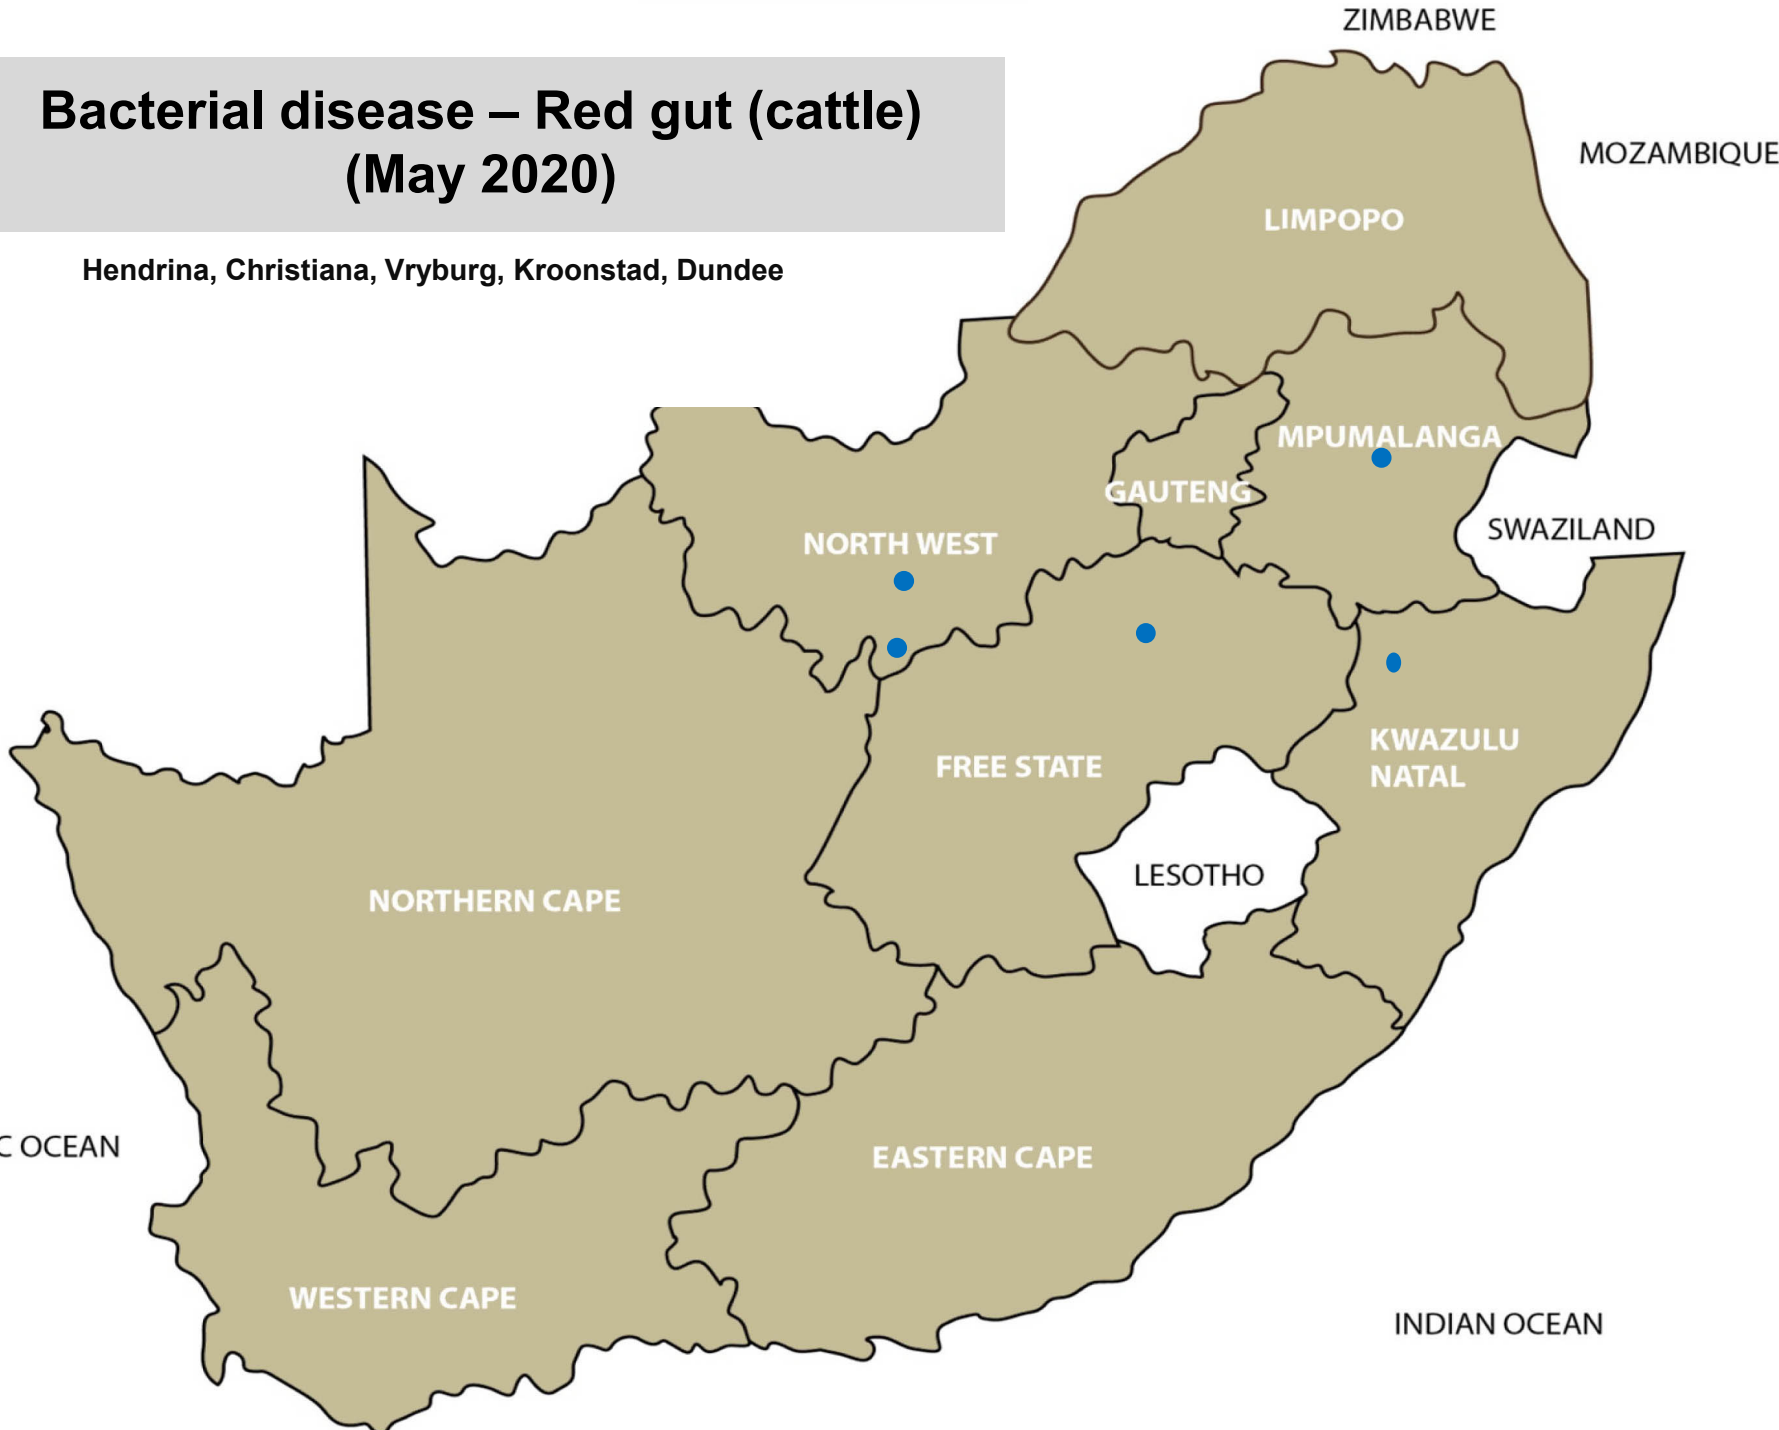 ZIMBABWE
Bacterial disease – Red gut (cattle)
(May 2020)
MOZAMBIQUE
LIMPOPO
Hendrina, Christiana, Vryburg, Kroonstad, Dundee
MPUMALANGA
GAUTENG
SWAZILAND
NORTH WEST
KWAZULU
NATAL
FREE STATE
LESOTHO
NORTHERN CAPE
C OCEAN
EASTERN CAPE
WESTERN CAPE
INDIAN OCEAN